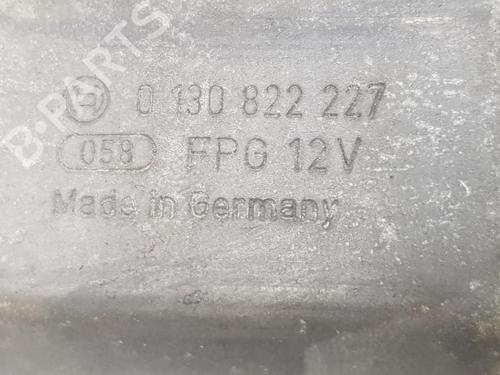 B-PARTS
0 130 822 227
058 FPG 12V
Made in Germany